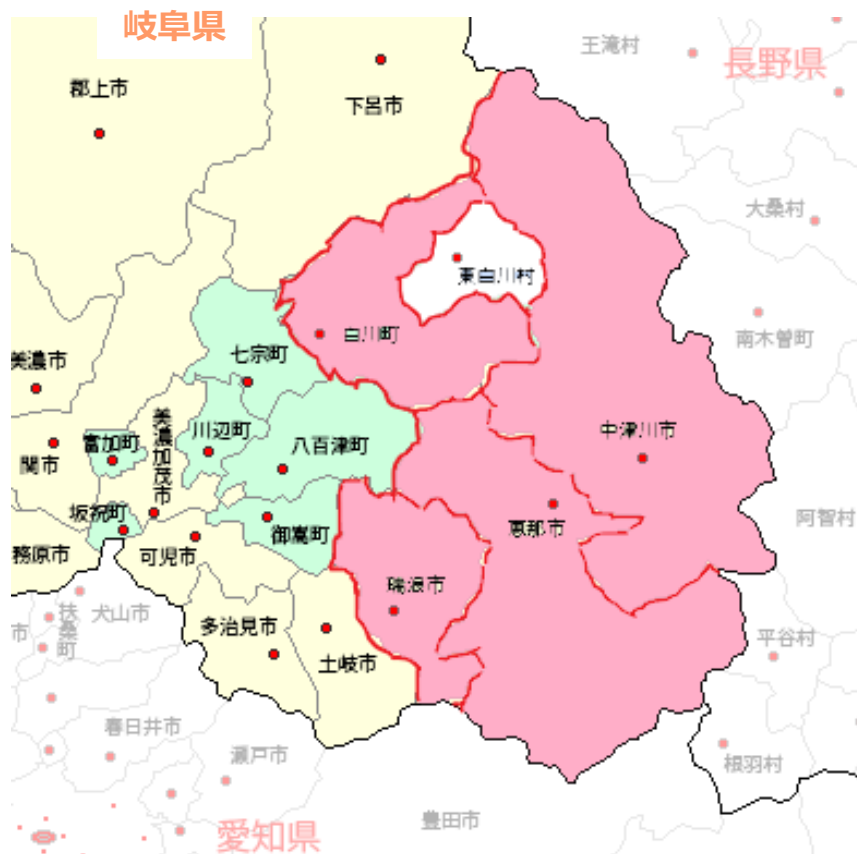 岐阜県
王滝村
長野県
郡上市
下呂市
大桑村
東白川村
白川町
南木曽町
美濃市
七宗町
美濃加茂市
川辺町
富加町
八百津町
中津川市
関市
坂祝町
御嵩町
恵那市
阿智村
務原市
可児市
瑞浪市
市
扶桑町
犬山市
多治見市
平谷村
土岐市
春日井市
瀬戸市
根羽村
豊田市
愛知県